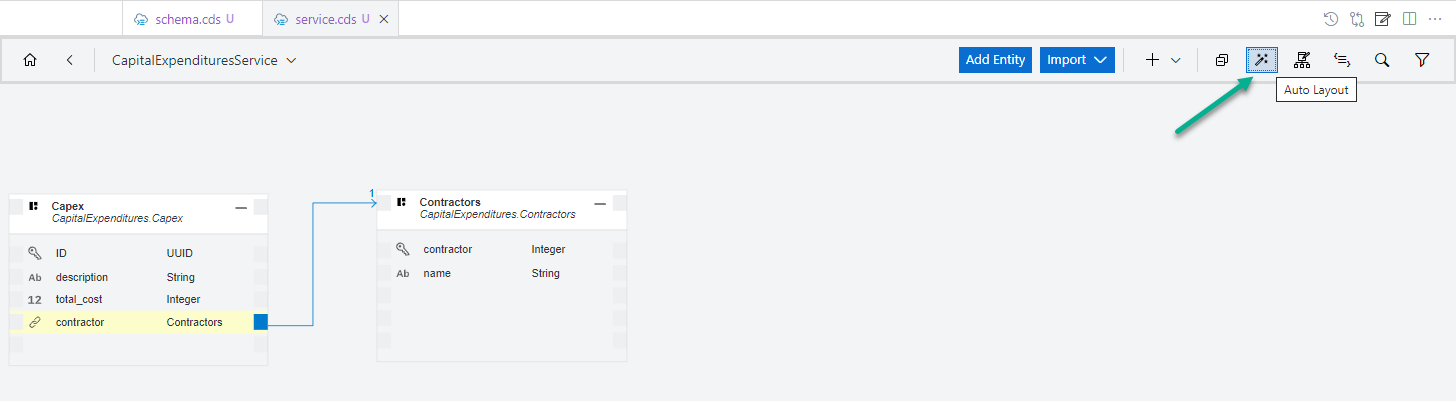 schema.cds U
service.cds U
CapitalExpendituresService
Add Entity
Import
Auto Layout
Capex
CapitalExpenditures.Capex
ID UUID
Ab description String
12 total_cost Integer
contractor Contractors
1
Contractors
CapitalExpenditures.Contractors
contractor Integer
Ab name String